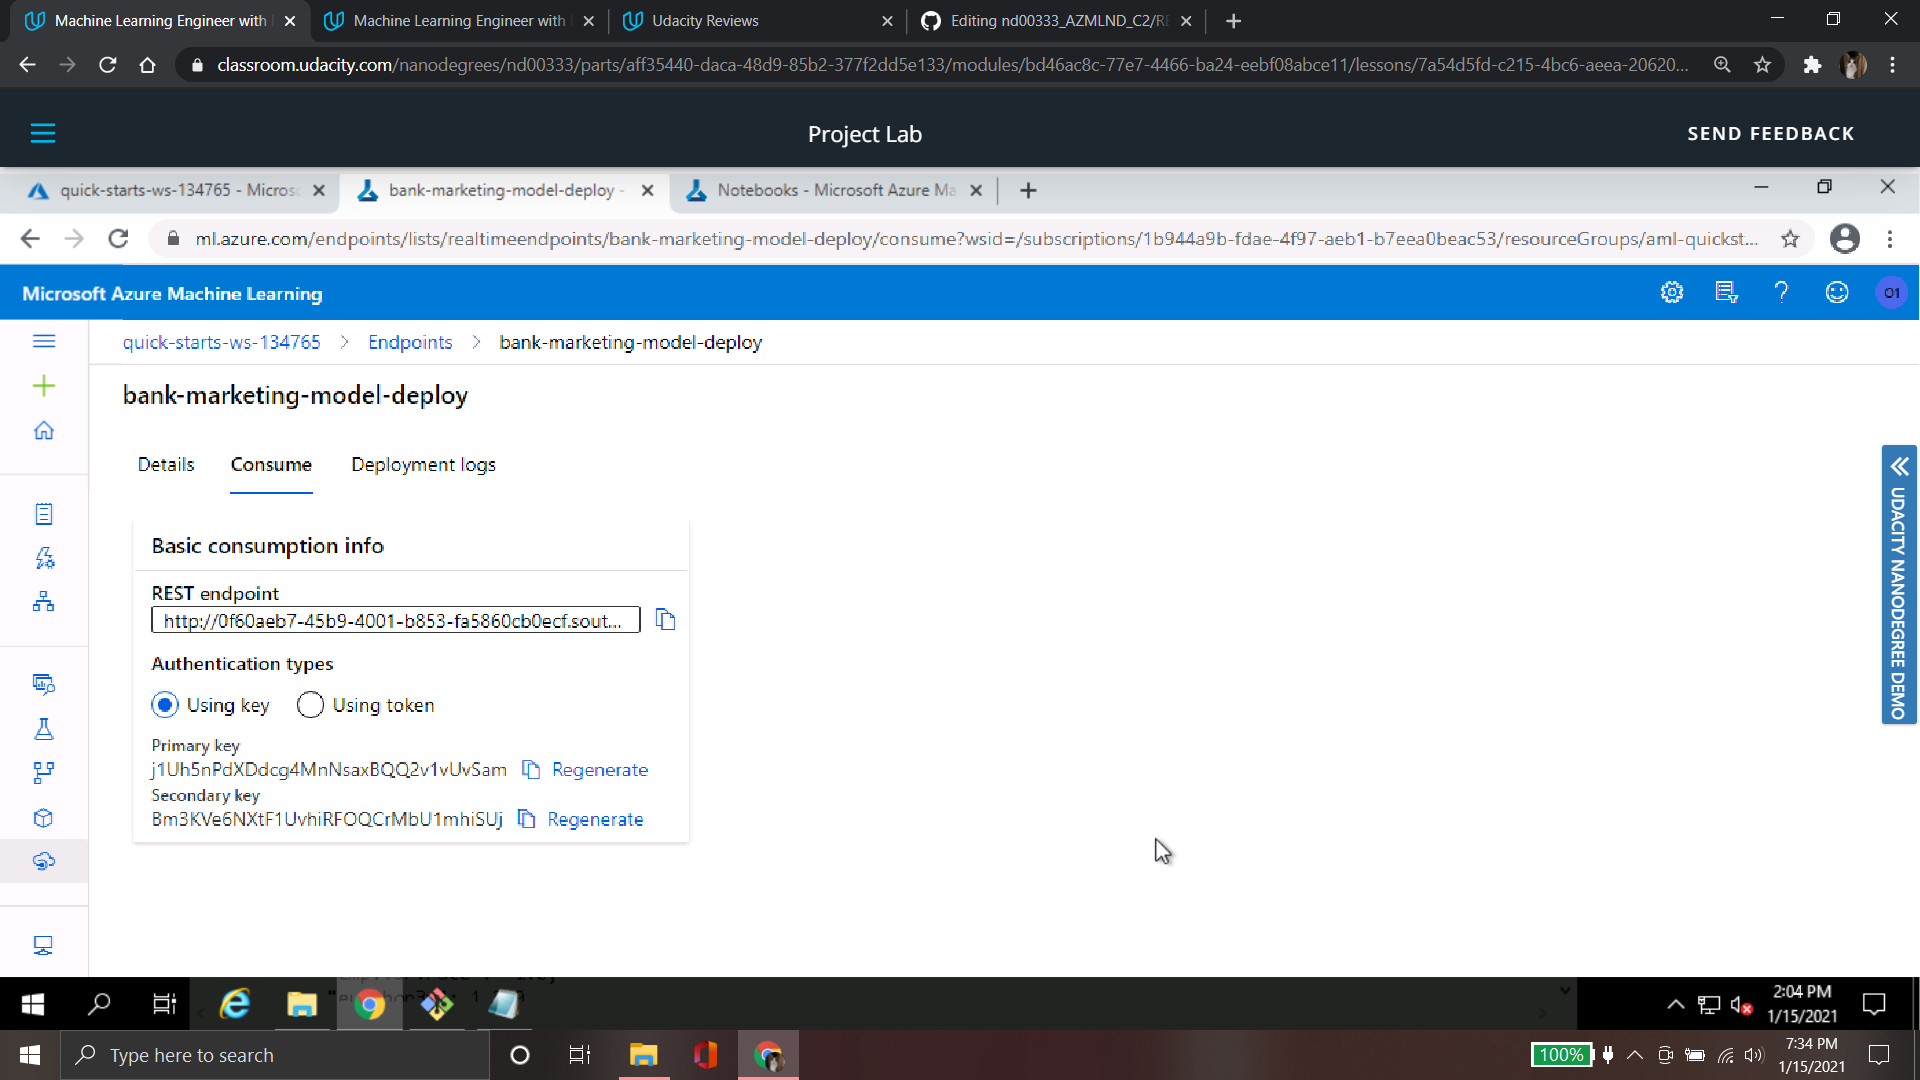 Machine Learning Engineer with
Machine Learning Engineer with
Udacity Reviews
Editing nd00333_AZMLND_C2/RE
classroom.udacity.com/nanodegrees/nd00333/parts/aff35440-daca-48d9-85b2-377f2dd5e133/modules/bd46ac8c-77e7-4466-ba24-eebf08abce11/lessons/7a54d5fd-c215-4bc6-aeea-20620...
Project Lab
SEND FEEDBACK
quick-starts-ws-134765 - Micros
bank-marketing-model-deploy -
Notebooks - Microsoft Azure Ma
ml.azure.com/endpoints/lists/realtimeendpoints/bank-marketing-model-deploy/consume?wsid=/subscriptions/1b944a9b-fdae-4f97-aeb1-b7eea0beac53/resourceGroups/aml-quickst...
Microsoft Azure Machine Learning
01
quick-starts-ws-134765 > Endpoints > bank-marketing-model-deploy
bank-marketing-model-deploy
Details
Consume
Deployment logs
Basic consumption info
REST endpoint
http://0f60aeb7-45b9-4001-b853-fa5860cb0ecf.sout...
Authentication types
Using key
Using token
Primary key
j1Uh5nPdXDdcg4MnNsaxBQQ2v1vUvSam
Regenerate
Secondary key
Bm3KVe6NXtF1UvhiRFOQCrMbU1mhiSUj
Regenerate
UDACITY NANODEGREE DEMO
2:04 PM
1/15/2021
Type here to search
100%
7:34 PM
1/15/2021